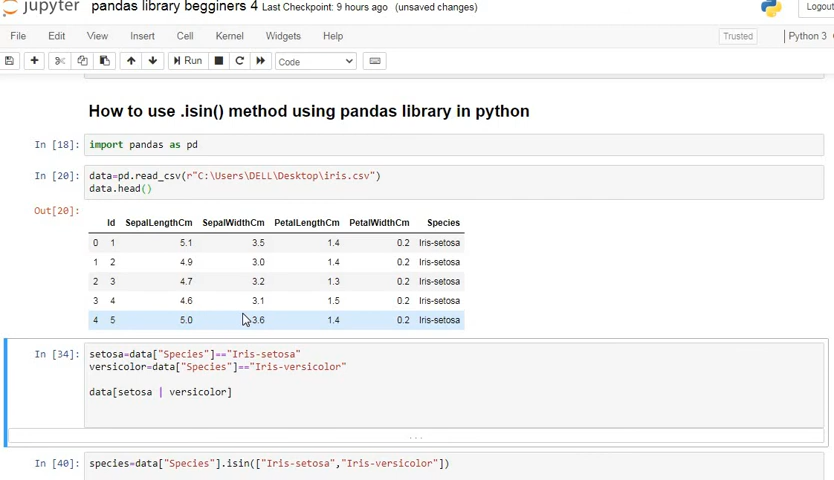 jupyter pandas library begginers 4 Last Checkpoint: 9 hours ago (unsaved changes) Logout
File Edit View Insert Cell Kernel Widgets Help Trusted Python 3
Run Code
How to use .isin() method using pandas library in python
In [18]: import pandas as pd
In [20]: data=pd.read_csv(r"C:\Users\DELL\Desktop\iris.csv")
data.head()
Out[20]:
Id SepalLengthCm SepalWidthCm PetalLengthCm PetalWidthCm Species
0 1 5.1 3.5 1.4 0.2 Iris-setosa
1 2 4.9 3.0 1.4 0.2 Iris-setosa
2 3 4.7 3.2 1.3 0.2 Iris-setosa
3 4 4.6 3.1 1.5 0.2 Iris-setosa
4 5 5.0 3.6 1.4 0.2 Iris-setosa
In [34]: setosa=data["Species"]=="Iris-setosa"
versicolor=data["Species"]=="Iris-versicolor"
data[setosa | versicolor]
...
In [40]: species=data["Species"].isin(["Iris-setosa","Iris-versicolor"])